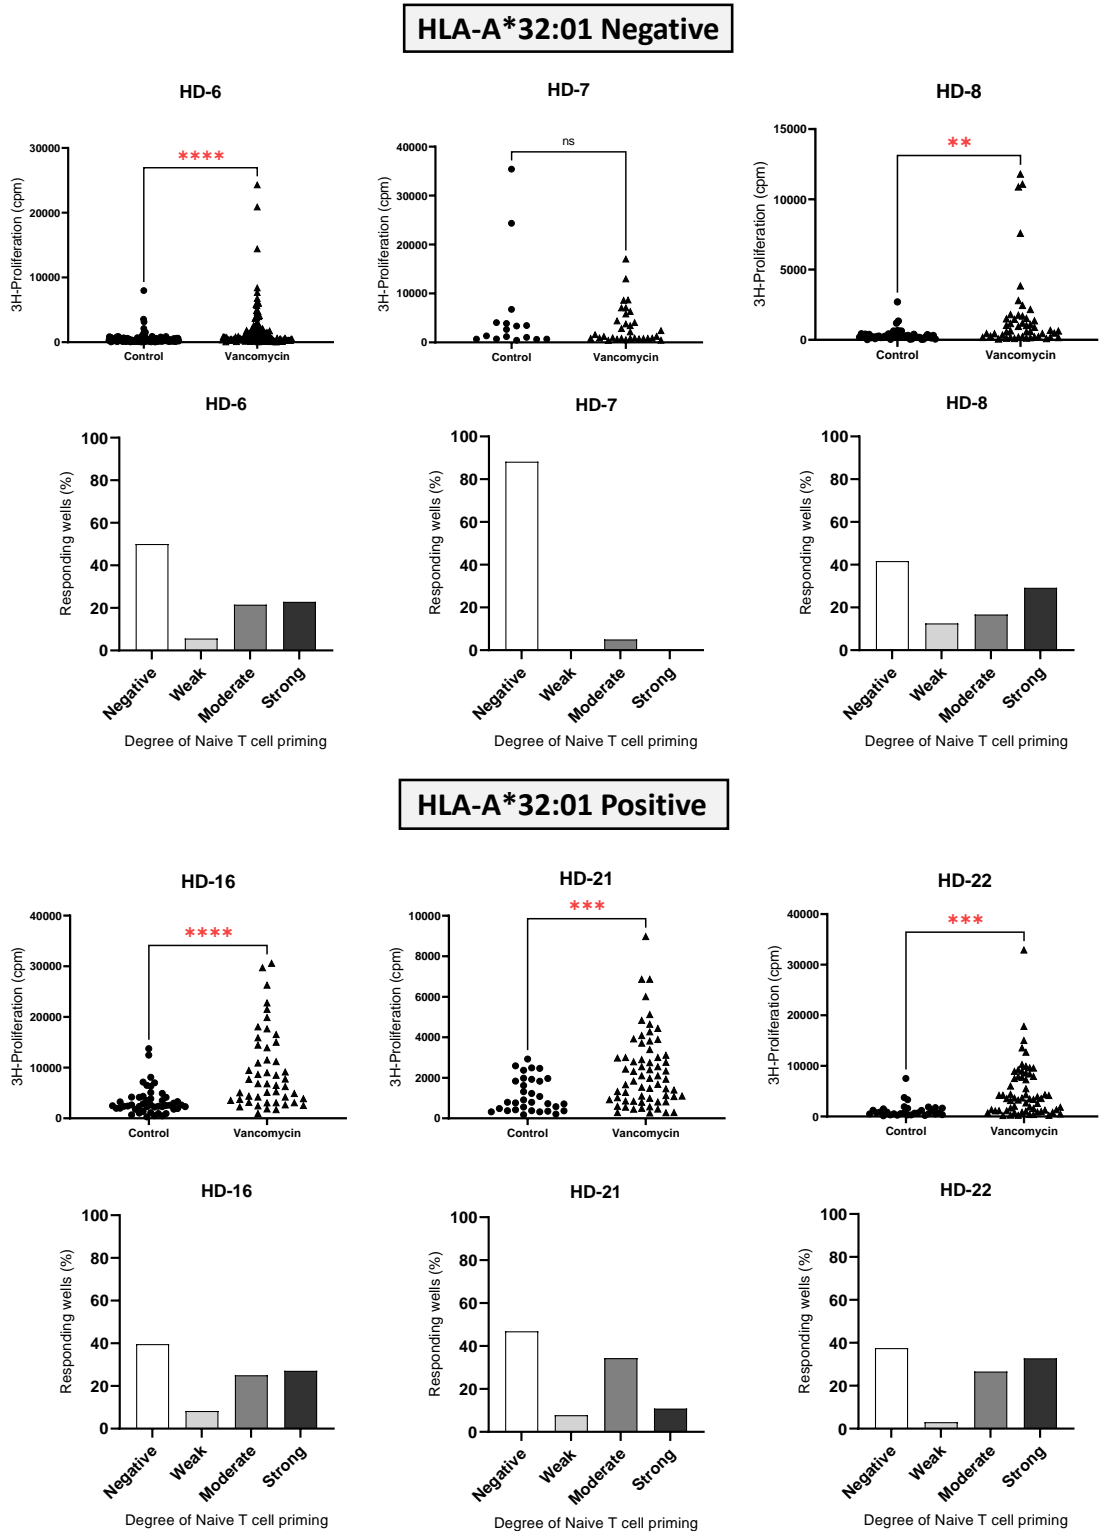 HLA-A*32:01 Negative
HD-6
HD-7
HD-8
3H-Proliferation (cpm)
30000
20000
10000
0
****
Control
Vancomycin
3H-Proliferation (cpm)
40000
30000
20000
10000
0
ns
Control
Vancomycin
3H-Proliferation (cpm)
15000
10000
5000
0
**
Control
Vancomycin
HD-6
HD-7
HD-8
Responding wells (%)
100
80
60
40
20
0
Negative
Weak
Moderate
Strong
Degree of Naive T cell priming
Responding wells (%)
100
80
60
40
20
0
Negative
Weak
Moderate
Strong
Degree of Naive T cell priming
Responding wells (%)
100
80
60
40
20
0
Negative
Weak
Moderate
Strong
Degree of Naive T cell priming
HLA-A*32:01 Positive
HD-16
HD-21
HD-22
3H-Proliferation (cpm)
40000
30000
20000
10000
0
****
Control
Vancomycin
3H-Proliferation (cpm)
10000
8000
6000
4000
2000
0
***
Control
Vancomycin
3H-Proliferation (cpm)
40000
30000
20000
10000
0
***
Control
Vancomycin
HD-16
HD-21
HD-22
Responding wells (%)
100
80
60
40
20
0
Negative
Weak
Moderate
Strong
Degree of Naive T cell priming
Responding wells (%)
100
80
60
40
20
0
Negative
Weak
Moderate
Strong
Degree of Naive T cell priming
Responding wells (%)
100
80
60
40
20
0
Negative
Weak
Moderate
Strong
Degree of Naive T cell priming